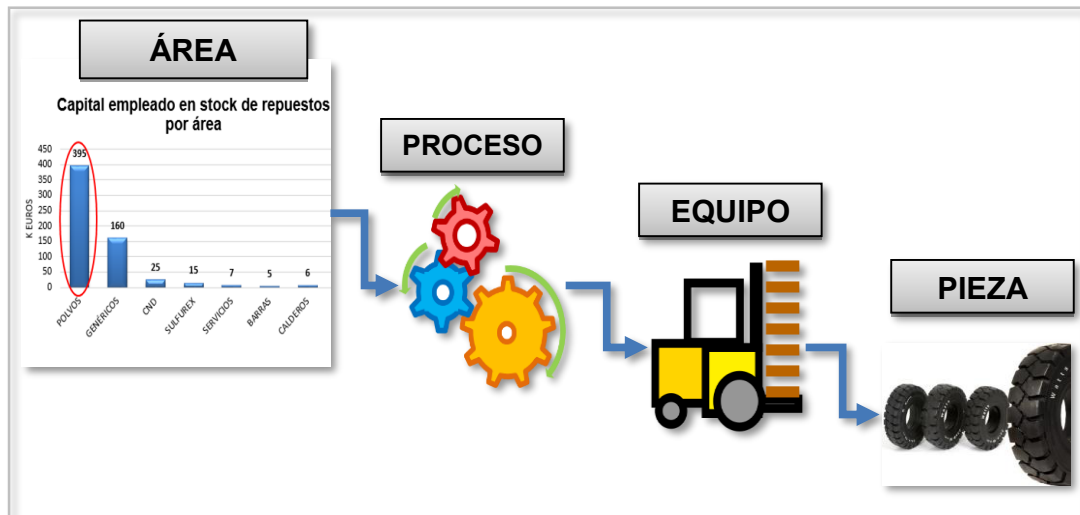 ÁREA
Capital empleado en stock de repuestos
por área
K EUROS
450
400
350
300
250
200
150
100
50
0
395
160
25
15
7
5
6
POLVOS
GENÉRICOS
CND
SULFUREX
SERVICIOS
BARRAS
CALDEROS
PROCESO
EQUIPO
PIEZA